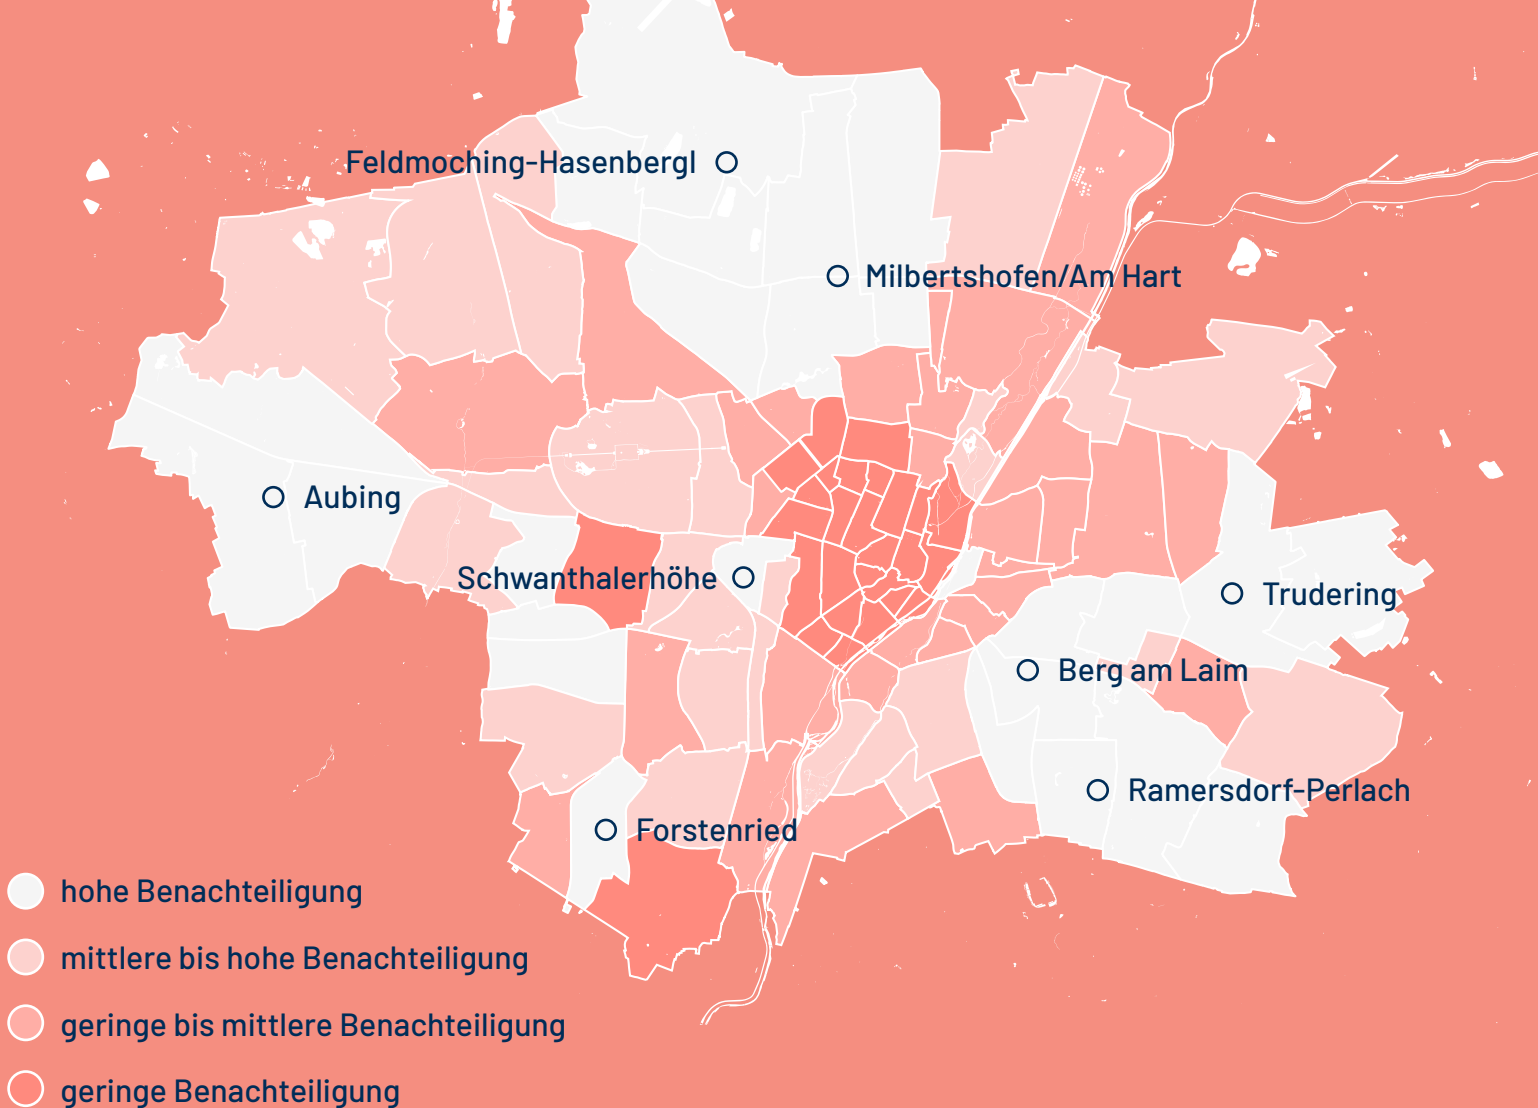 Feldmoching-Hasenbergl
Milbertshofen/Am Hart
Aubing
Schwanthalerhöhe
Trudering
Berg am Laim
Ramersdorf-Perlach
Forstenried
hohe Benachteiligung
mittlere bis hohe Benachteiligung
geringe bis mittlere Benachteiligung
geringe Benachteiligung